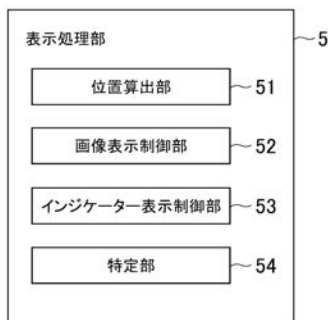 表示処理部 5
位置算出部 51
画像表示制御部 52
インジケーター表示制御部 53
特定部 54